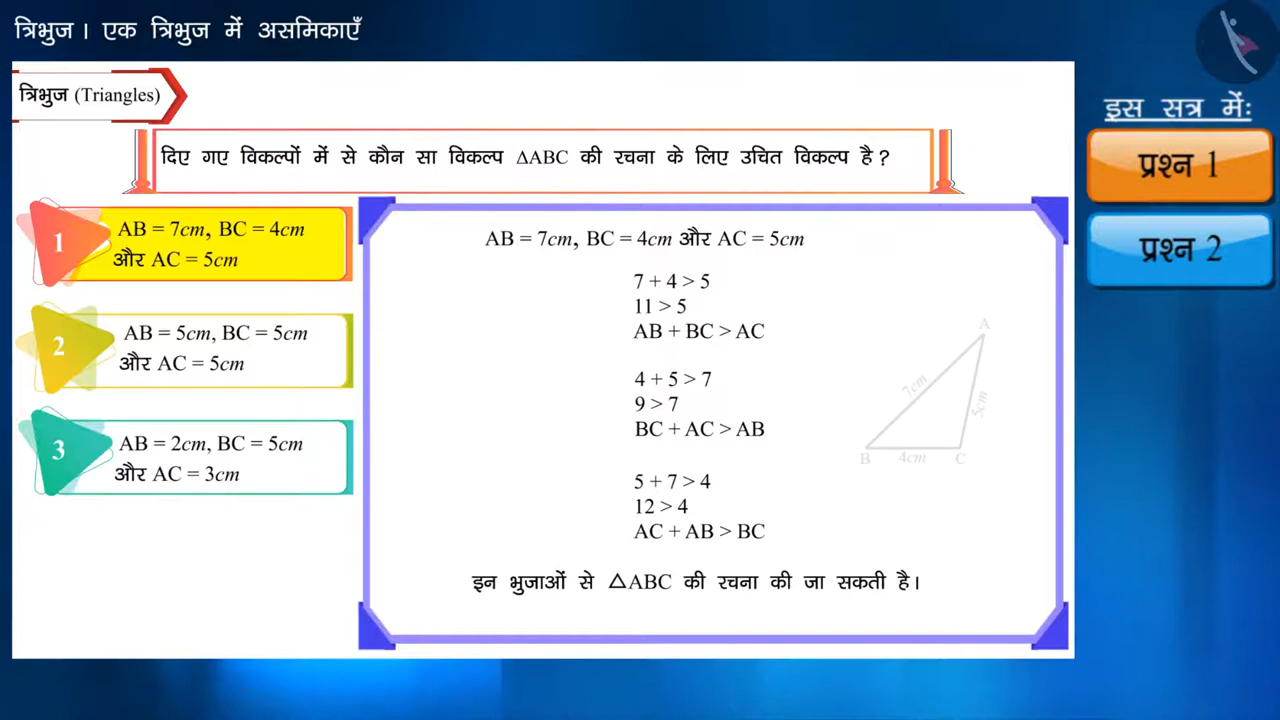 त्रिभुज। एक त्रिभुज में असमिकाएँ
त्रिभुज (Triangles)
दिए गए विकल्पों में से कौन सा विकल्प ΔABC की रचना के लिए उचित विकल्प है ?
1
AB = 7cm, BC = 4cm
और AC = 5cm
2
AB = 5cm, BC = 5cm
और AC = 5cm
3
AB = 2cm, BC = 5cm
और AC = 3cm
AB = 7cm, BC = 4cm और AC = 5cm
7 + 4 > 5
11 > 5
AB + BC > AC
4 + 5 > 7
9 > 7
BC + AC > AB
5 + 7 > 4
12 > 4
AC + AB > BC
A
7cm
5cm
B
4cm
C
इन भुजाओं से △ABC की रचना की जा सकती है।
इस सत्र में:
प्रश्न 1
प्रश्न 2